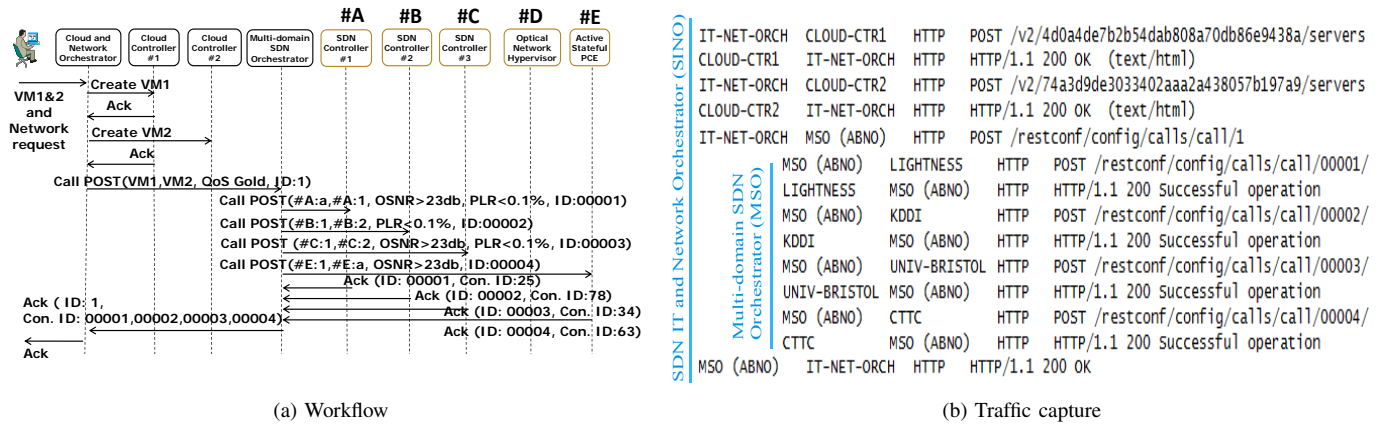 #A #B #C #D #E
Cloud and
Network
Orchestrator
Cloud
Controller
#1
Cloud
Controller
#2
Multi-domain
SDN
Orchestrator
SDN
Controller
#1
SDN
Controller
#2
SDN
Controller
#3
Optical
Network
Hypervisor
Active
Stateful
PCE
VM1&2
and
Network
request
Create VM1
Ack
Create VM2
Ack
Call POST(VM1,VM2, QoS Gold, ID:1)
Call POST(#A:a,#A:1, OSNR>23db, PLR<0.1%, ID:00001)
Call POST(#B:1,#B:2, PLR<0.1%, ID:00002)
Call POST (#C:1,#C:2, OSNR>23db, PLR<0.1%, ID:00003)
Call POST(#E:1,#E:a, OSNR>23db, ID:00004)
Ack (ID: 00001, Con. ID:25)
Ack (ID: 00002, Con. ID:78)
Ack (ID: 00003, Con. ID:34)
Ack (ID: 00004, Con. ID:63)
Ack ( ID: 1,
Con. ID: 00001,00002,00003,00004)
Ack
(a) Workflow
SDN IT and Network Orchestrator (SINO)
IT-NET-ORCH CLOUD-CTR1 HTTP POST /v2/4d0a4de7b2b54dab808a70db86e9438a/servers
CLOUD-CTR1 IT-NET-ORCH HTTP HTTP/1.1 200 OK (text/html)
IT-NET-ORCH CLOUD-CTR2 HTTP POST /v2/74a3d9de3033402aaa2a438057b197a9/servers
CLOUD-CTR2 IT-NET-ORCH HTTP HTTP/1.1 200 OK (text/html)
IT-NET-ORCH MSO (ABNO) HTTP POST /restconf/config/calls/call/1
Multi-domain SDN
Orchestrator (MSO)
MSO (ABNO) LIGHTNESS HTTP POST /restconf/config/calls/call/00001/
LIGHTNESS MSO (ABNO) HTTP HTTP/1.1 200 Successful operation
MSO (ABNO) KDDI HTTP POST /restconf/config/calls/call/00002/
KDDI MSO (ABNO) HTTP HTTP/1.1 200 Successful operation
MSO (ABNO) UNIV-BRISTOL HTTP POST /restconf/config/calls/call/00003/
UNIV-BRISTOL MSO (ABNO) HTTP HTTP/1.1 200 Successful operation
MSO (ABNO) CTTC HTTP POST /restconf/config/calls/call/00004/
CTTC MSO (ABNO) HTTP HTTP/1.1 200 Successful operation
MSO (ABNO) IT-NET-ORCH HTTP HTTP/1.1 200 OK
(b) Traffic capture